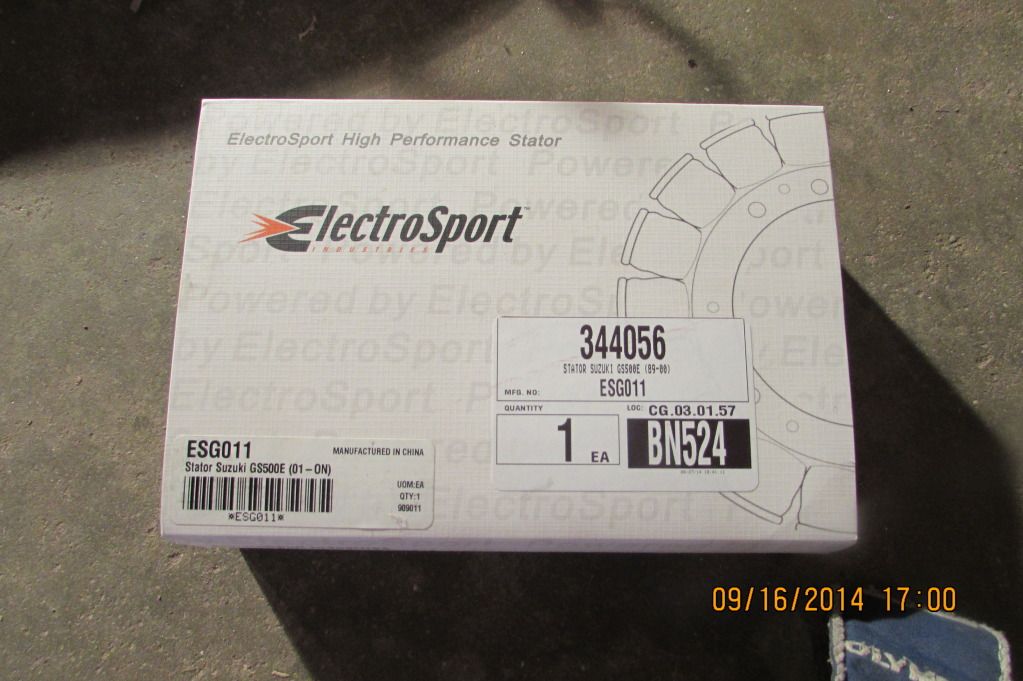 ElectroSport High Performance Stator
ElectroSport™
INDUSTRIES
Powered by ElectroSport
344056
STATOR SUZUKI GS500E (89-00)
MFG. NO: ESG011
QUANTITY
1 EA
LOC: CG.03.01.57
BN524
ESG011
MANUFACTURED IN CHINA
Stator Suzuki GS500E (01-ON)
UOM:EA
QTY:1
909011
*ESG011*
09/16/2014 17:00